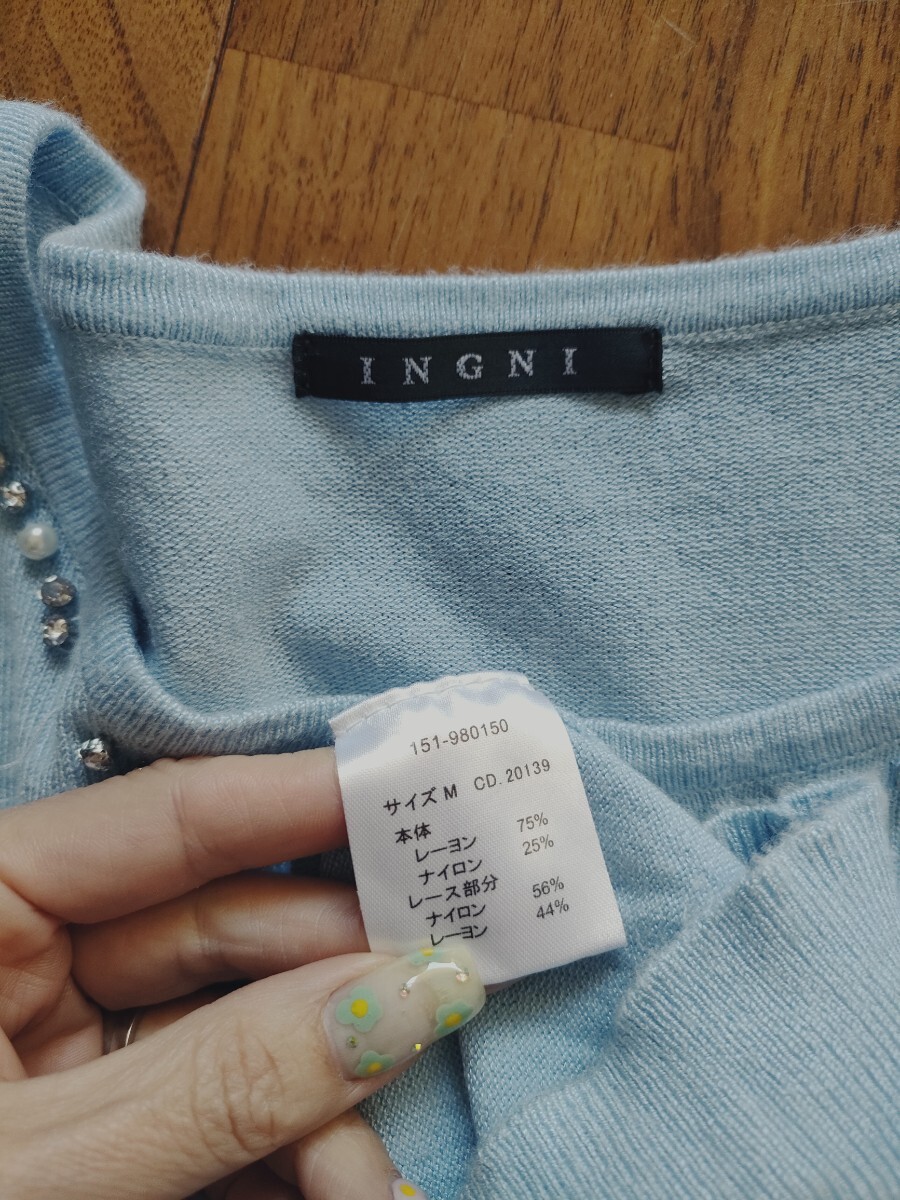 INGNI
151-980150
サイズ M CD.20139
本体
レーヨン 75%
ナイロン 25%
レース部分
ナイロン 56%
レーヨン 44%